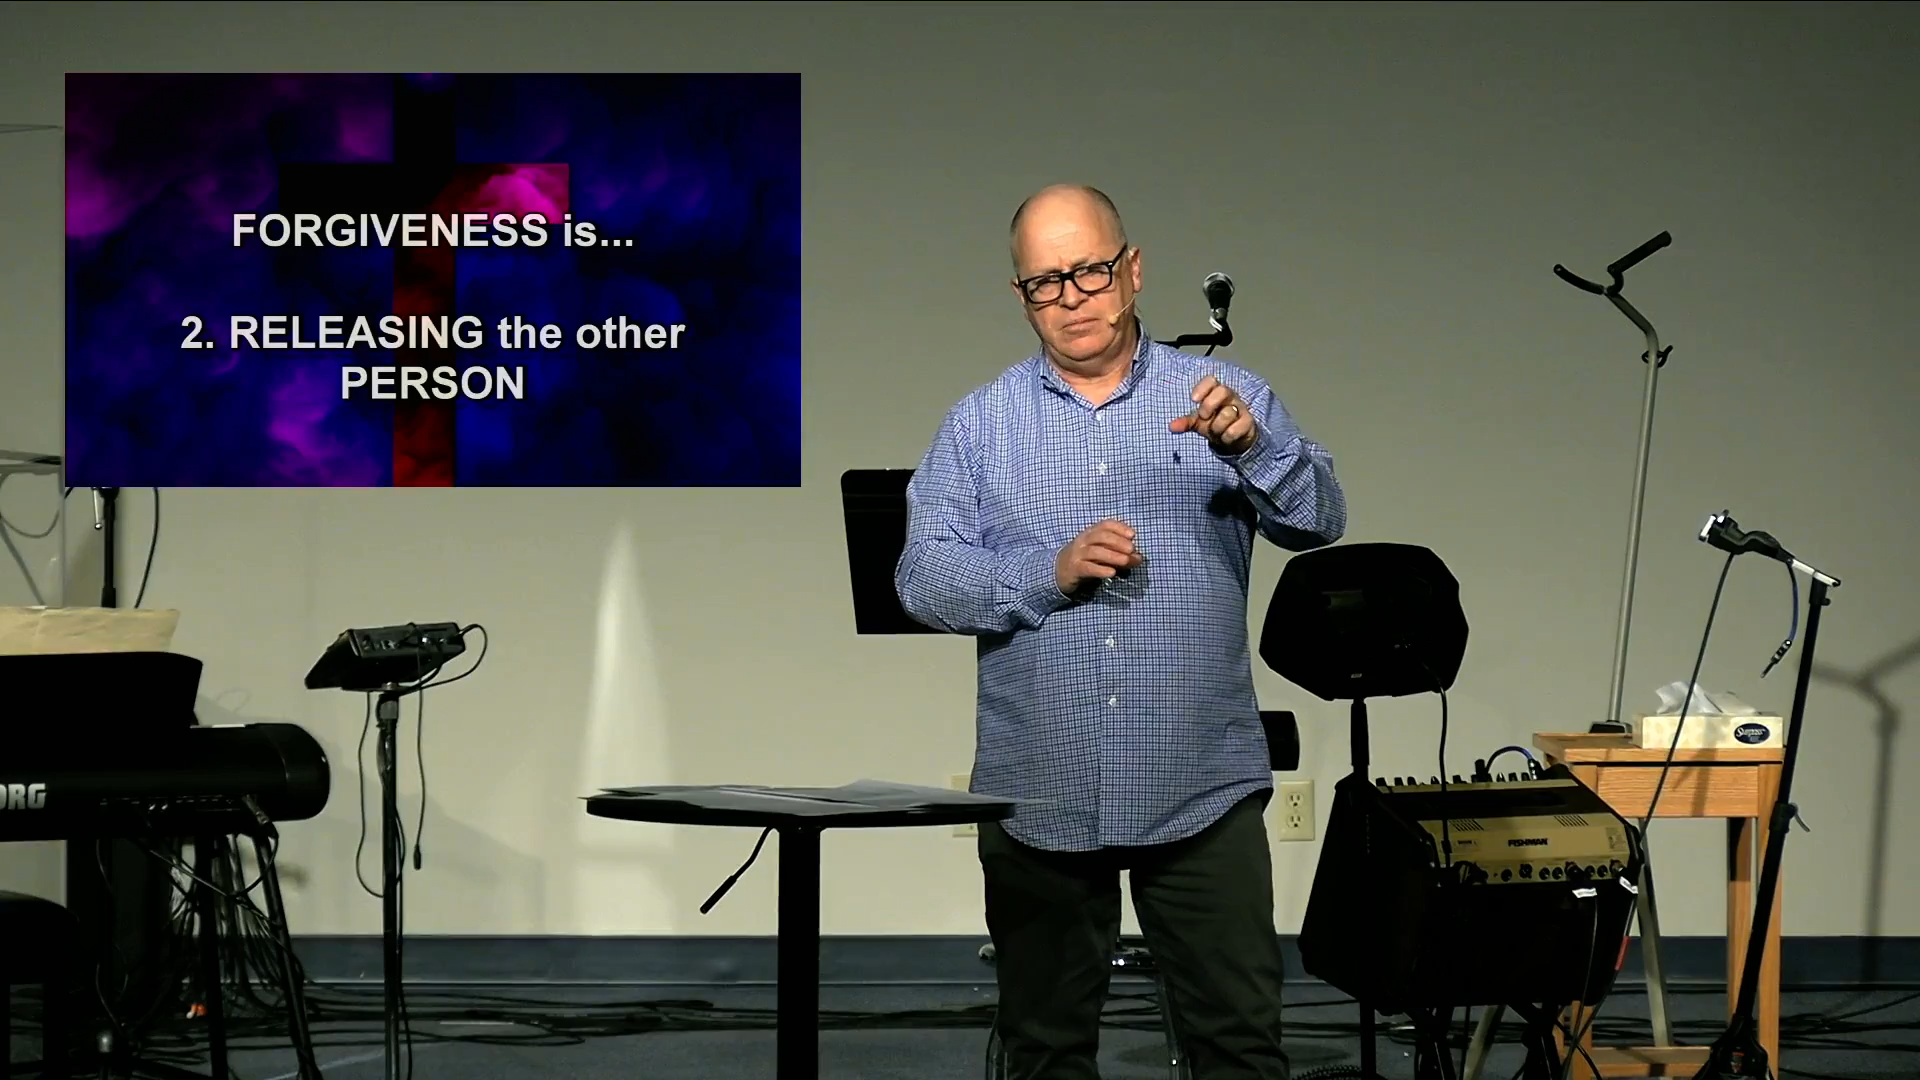 FORGIVENESS is...
2. RELEASING the other
PERSON
ORG
FISHMAN